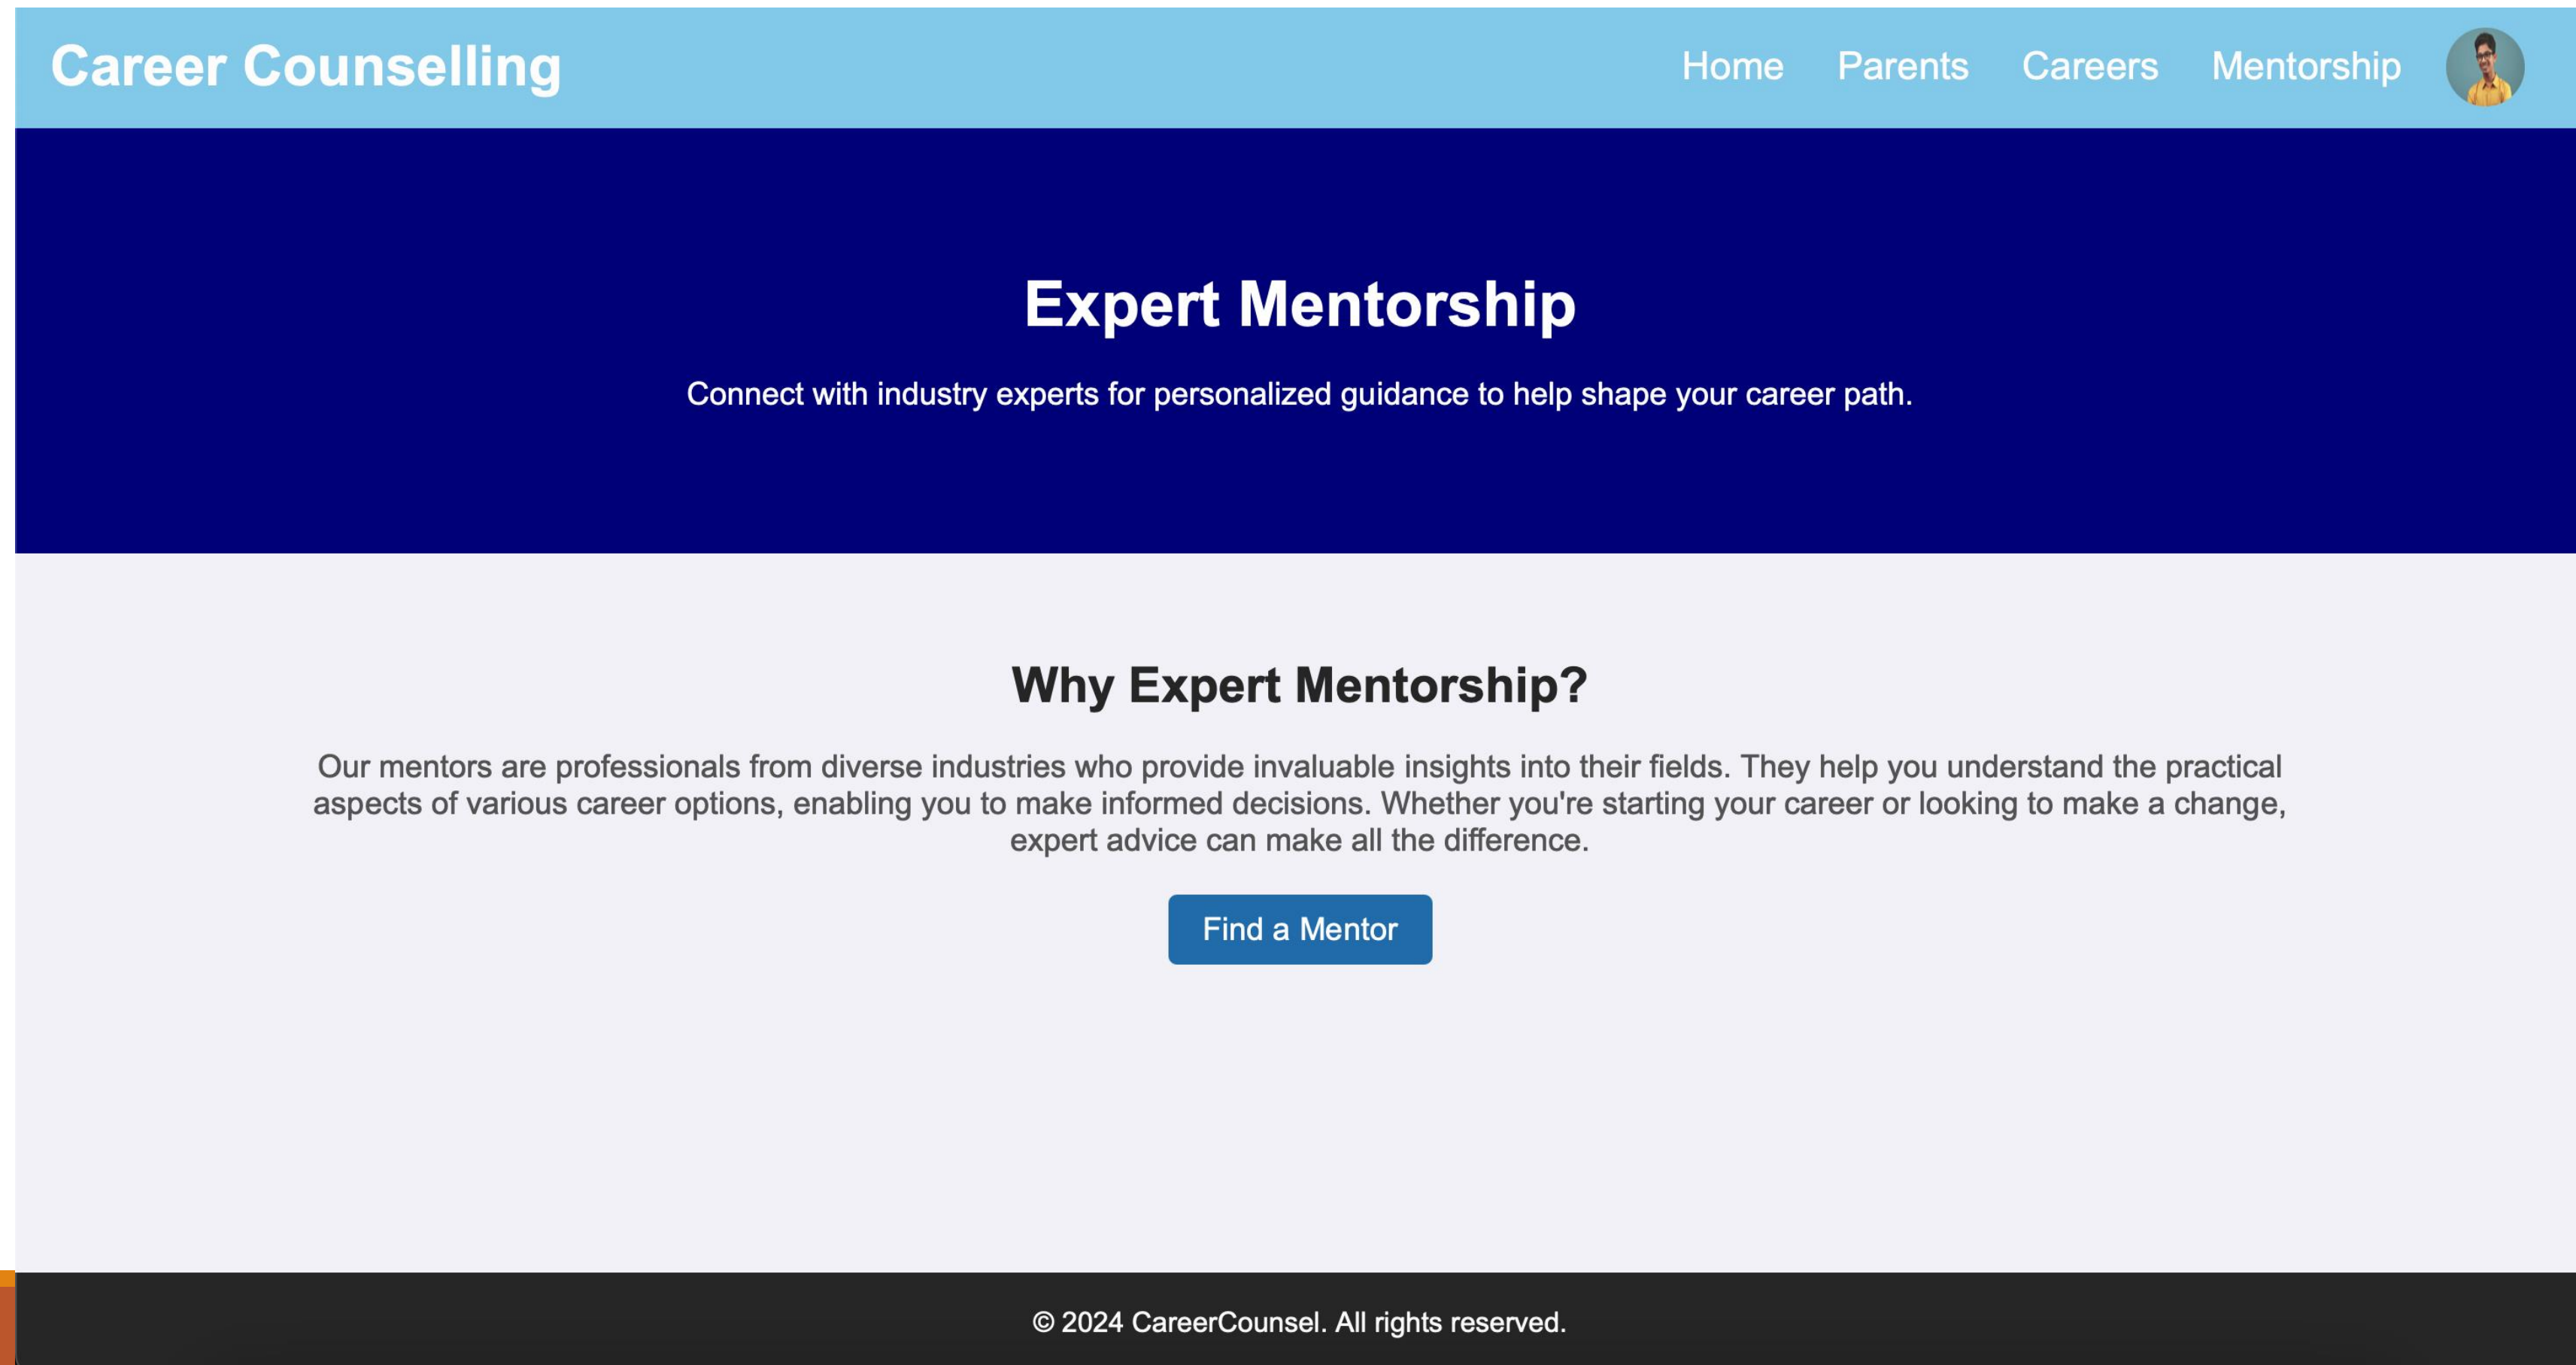 Career Counselling
Home Parents Careers Mentorship
Expert Mentorship
Connect with industry experts for personalized guidance to help shape your career path.
Why Expert Mentorship?
Our mentors are professionals from diverse industries who provide invaluable insights into their fields. They help you understand the practical
aspects of various career options, enabling you to make informed decisions. Whether you're starting your career or looking to make a change,
expert advice can make all the difference.
Find a Mentor
© 2024 CareerCounsel. All rights reserved.